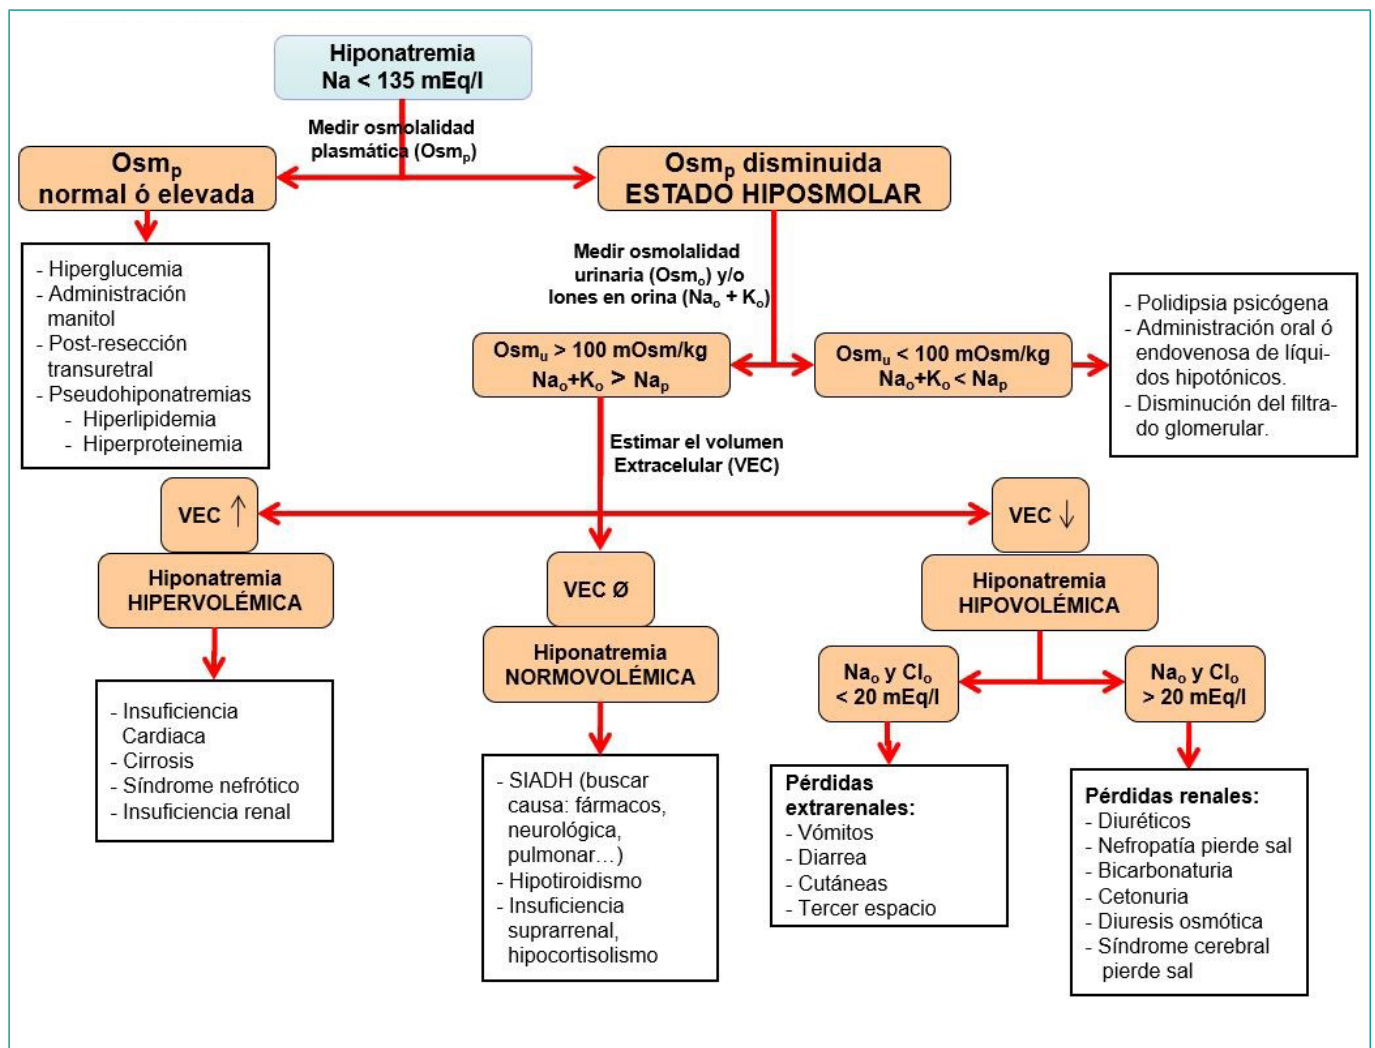 Hiponatremia
Na < 135 mEq/l
Medir osmolalidad
plasmática (Osmp)
Osmp
normal ó elevada
Osmp disminuida
ESTADO HIPOSMOLAR
- Hiperglucemia
- Administración
manitol
- Post-resección
transuretral
- Pseudohiponatremias
- Hiperlipidemia
- Hiperproteinemia
Medir osmolalidad
urinaria (Osmo) y/o
Iones en orina (Nao + Ko)
Osmu > 100 mOsm/kg
Nao+Ko > Nap
Osmu < 100 mOsm/kg
Nao+Ko < Nap
- Polidipsia psicógena
- Administración oral ó
endovenosa de líqui-
dos hipotónicos.
- Disminución del filtra-
do glomerular.
Estimar el volumen
Extracelular (VEC)
VEC ↑
Hiponatremia
HIPERVOLÉMICA
- Insuficiencia
Cardiaca
- Cirrosis
- Síndrome nefrótico
- Insuficiencia renal
VEC Ø
Hiponatremia
NORMOVOLÉMICA
- SIADH (buscar
causa: fármacos,
neurológica,
pulmonar…)
- Hipotiroidismo
- Insuficiencia
suprarrenal,
hipocortisolismo
VEC ↓
Hiponatremia
HIPOVOLÉMICA
Nao y Clo
< 20 mEq/l
Nao y Clo
> 20 mEq/l
Pérdidas
extrarenales:
- Vómitos
- Diarrea
- Cutáneas
- Tercer espacio
Pérdidas renales:
- Diuréticos
- Nefropatía pierde sal
- Bicarbonaturia
- Cetonuria
- Diuresis osmótica
- Síndrome cerebral
pierde sal